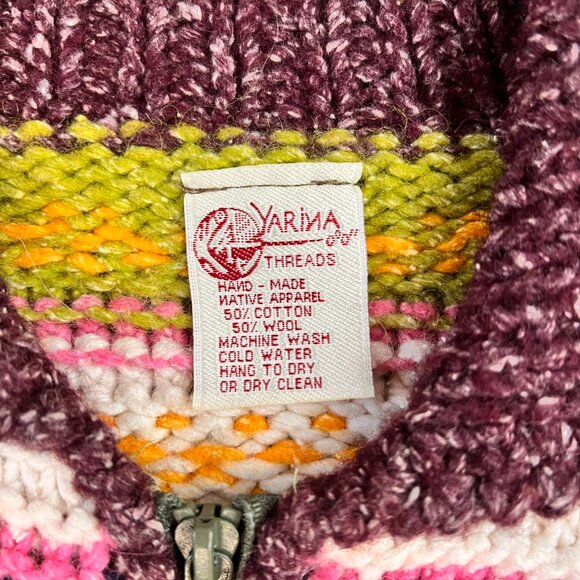 YARINA
THREADS
HAND - MADE
NATIVE APPAREL
50% COTTON
50% WOOL
MACHINE WASH
COLD WATER
HANG TO DRY
OR DRY CLEAN